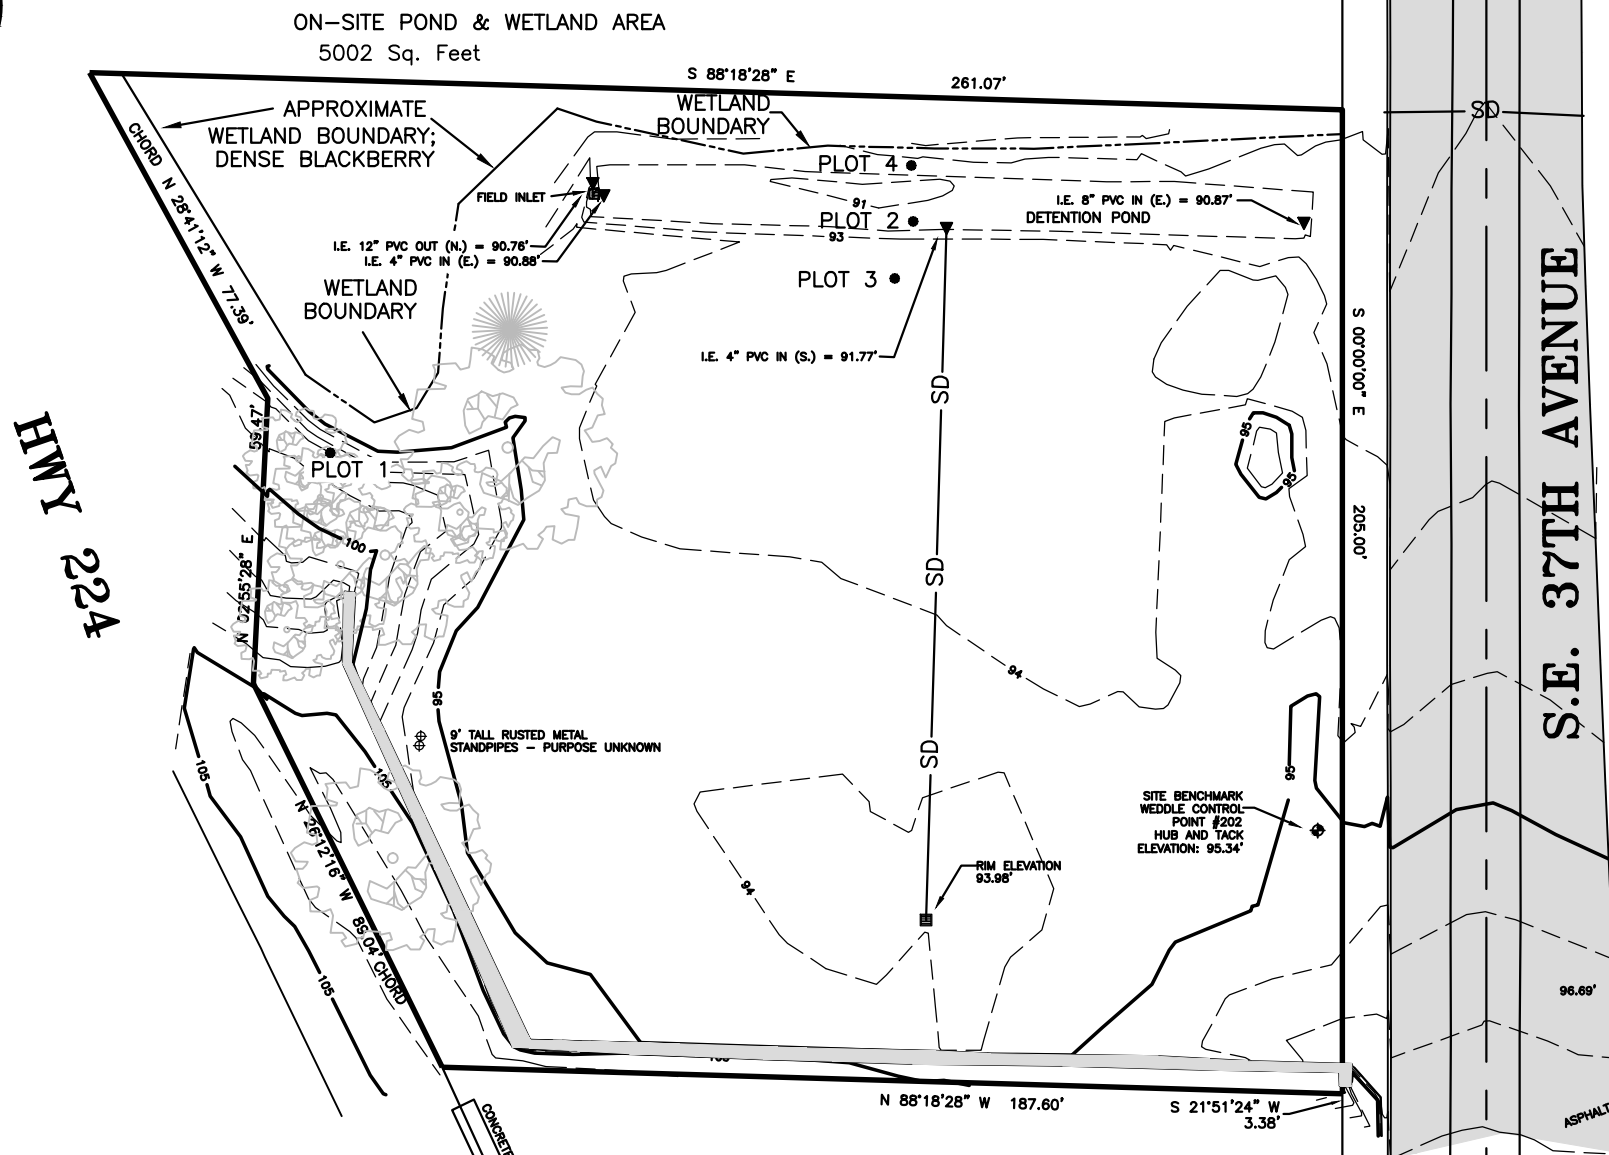 ON-SITE POND & WETLAND AREA
5002 Sq. Feet
S 88°18'28" E
261.07'
SD
APPROXIMATE
WETLAND BOUNDARY;
DENSE BLACKBERRY
WETLAND
BOUNDARY
CHORD N 28°41'12" W 77.39'
PLOT 4
FIELD INLET
91
I.E. 8" PVC IN (E.) = 90.87'
DETENTION POND
PLOT 2
93
I.E. 12" PVC OUT (N.) = 90.76'
I.E. 4" PVC IN (E.) = 90.88'
PLOT 3
WETLAND
BOUNDARY
I.E. 4" PVC IN (S.) = 91.77'
S 00°00'00" E 205.00'
S.E. 37TH AVENUE
SD
HWY 224
59.47'
N 02°55'28" E
PLOT 1
95
95
100
SD
94
95
9' TALL RUSTED METAL
STANDPIPES - PURPOSE UNKNOWN
SD
105
105
95
SITE BENCHMARK
WEDDLE CONTROL
POINT #202
HUB AND TACK
ELEVATION: 95.34'
N 26°12'16" W 89.04' CHORD
RIM ELEVATION
93.98'
94
105
96.69'
N 88°18'28" W 187.60'
S 21°51'24" W
3.38'
CONCRETE
ASPHALT